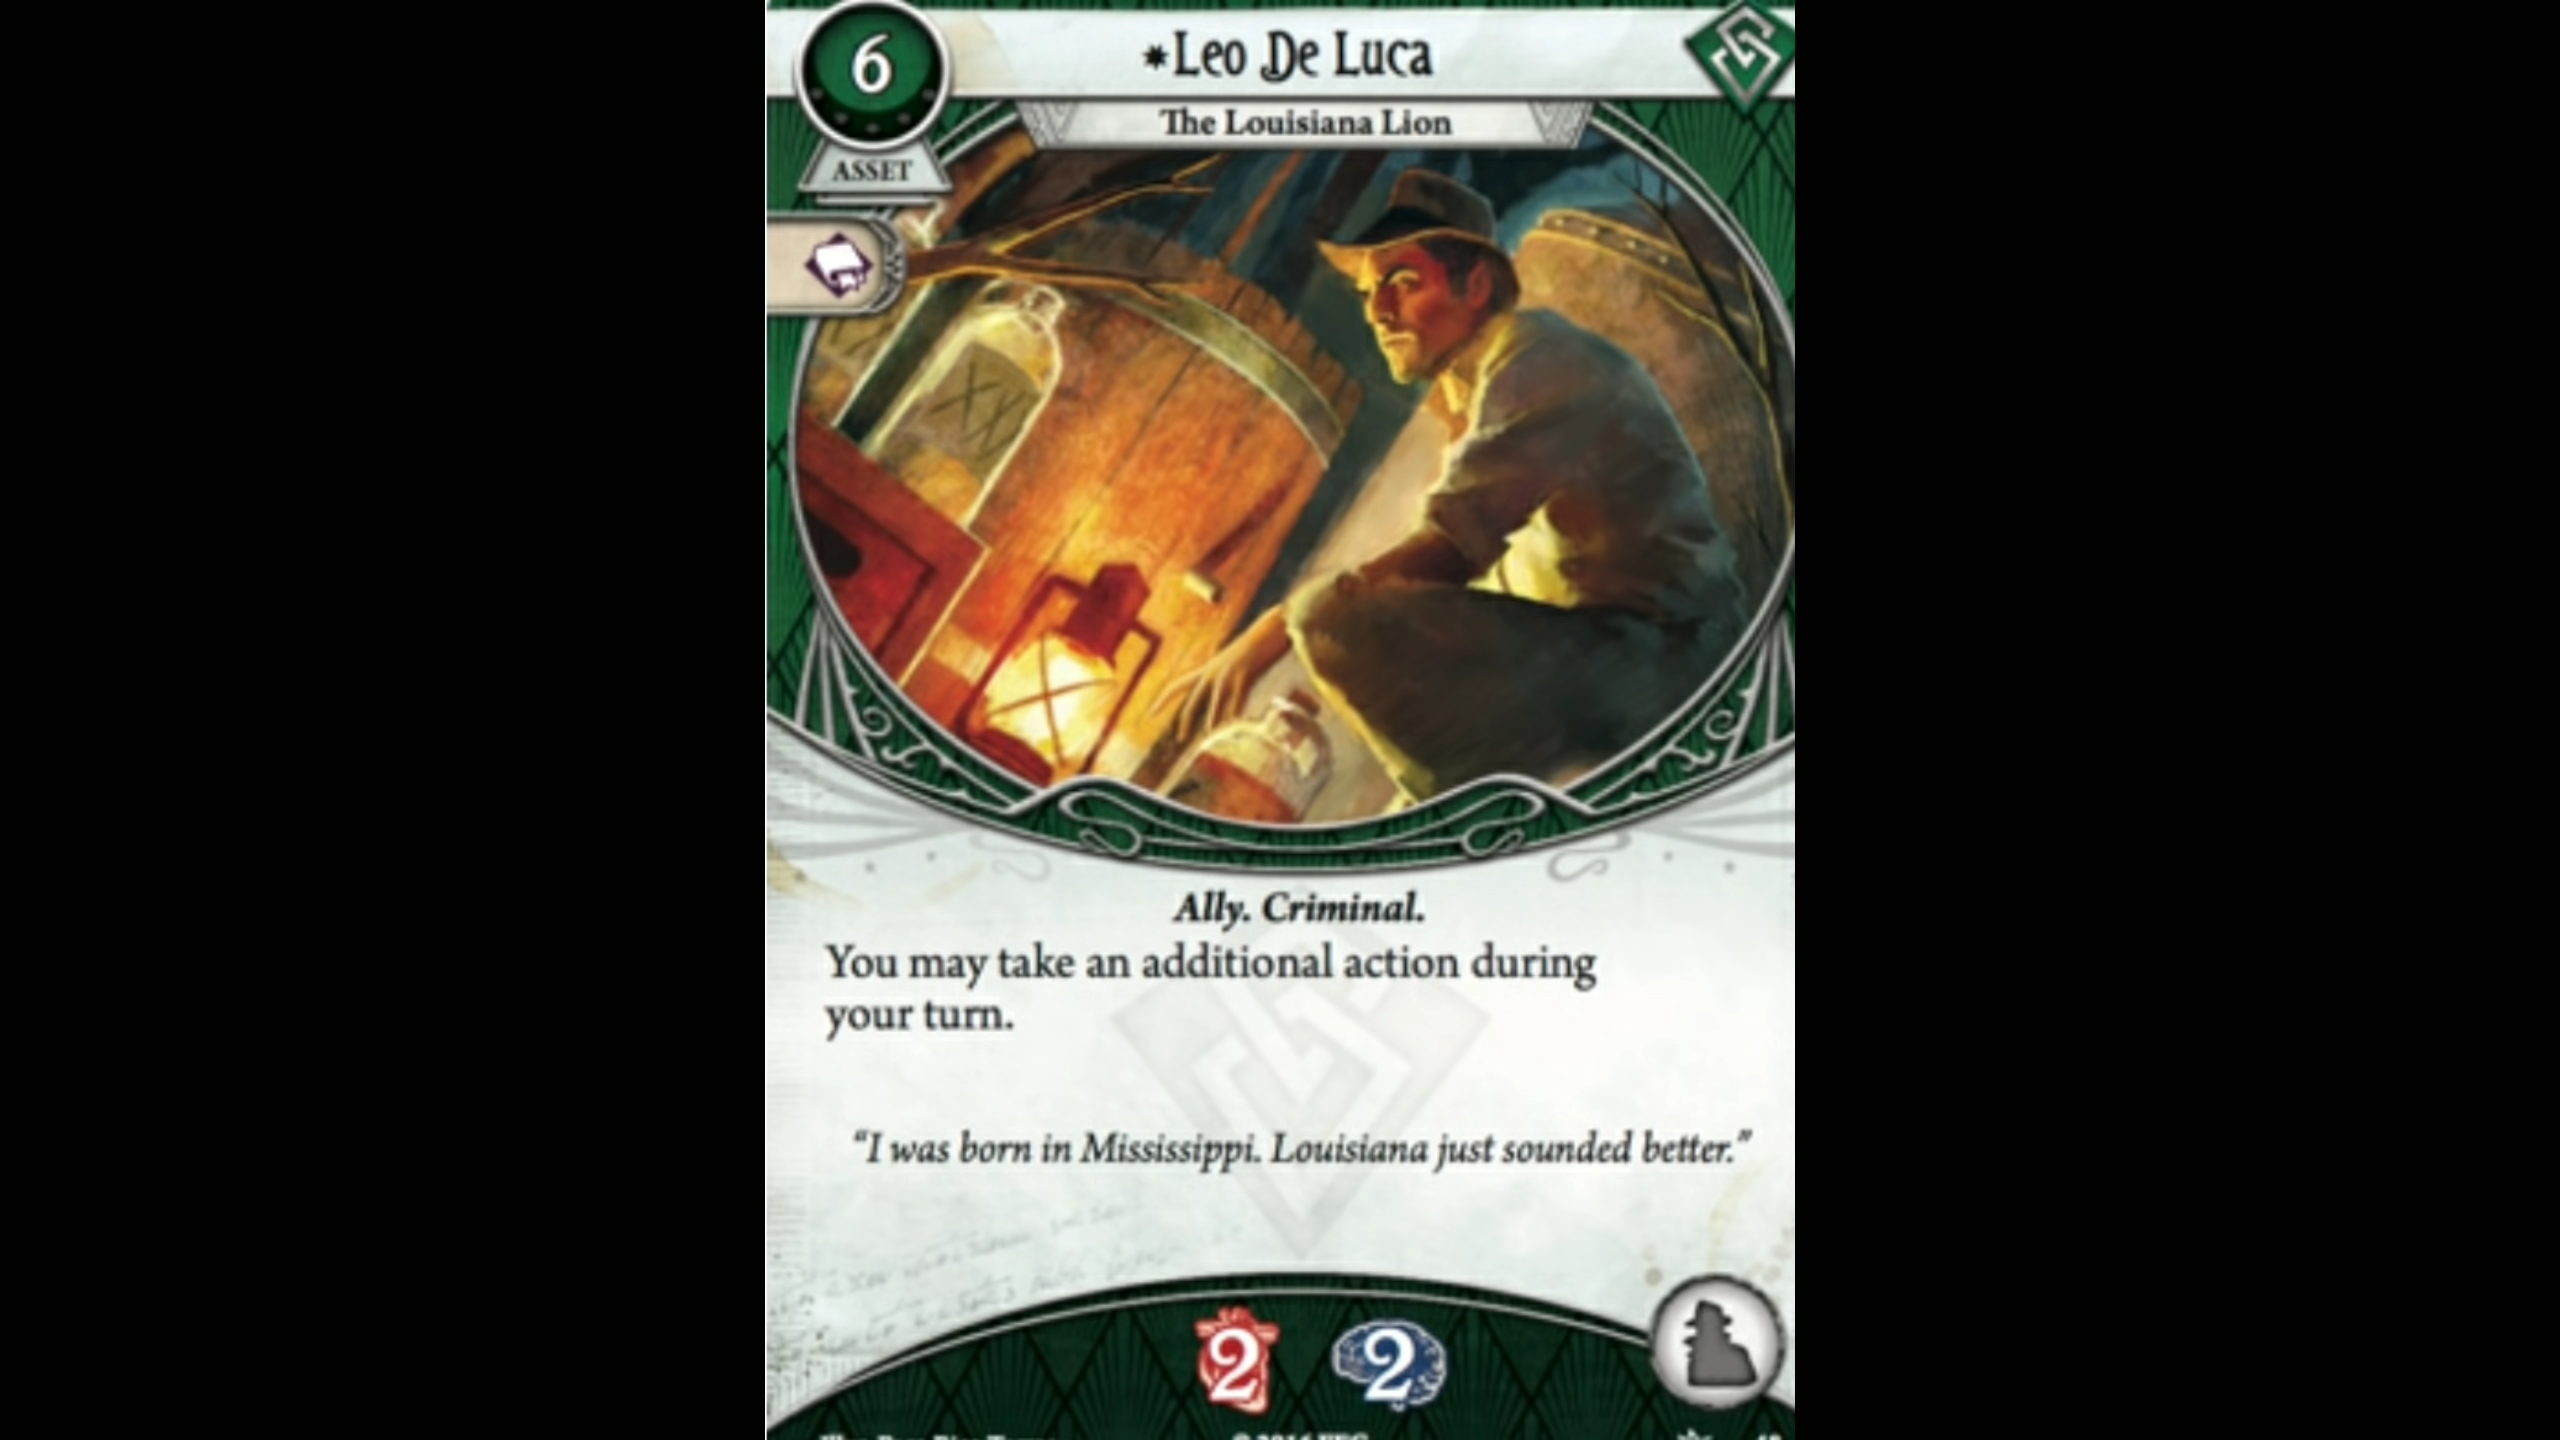 6
*Leo De Luca
The Louisiana Lion
ASSET
XX
Ally. Criminal.
You may take an additional action during
your turn.
“I was born in Mississippi. Louisiana just sounded better.”
2 2